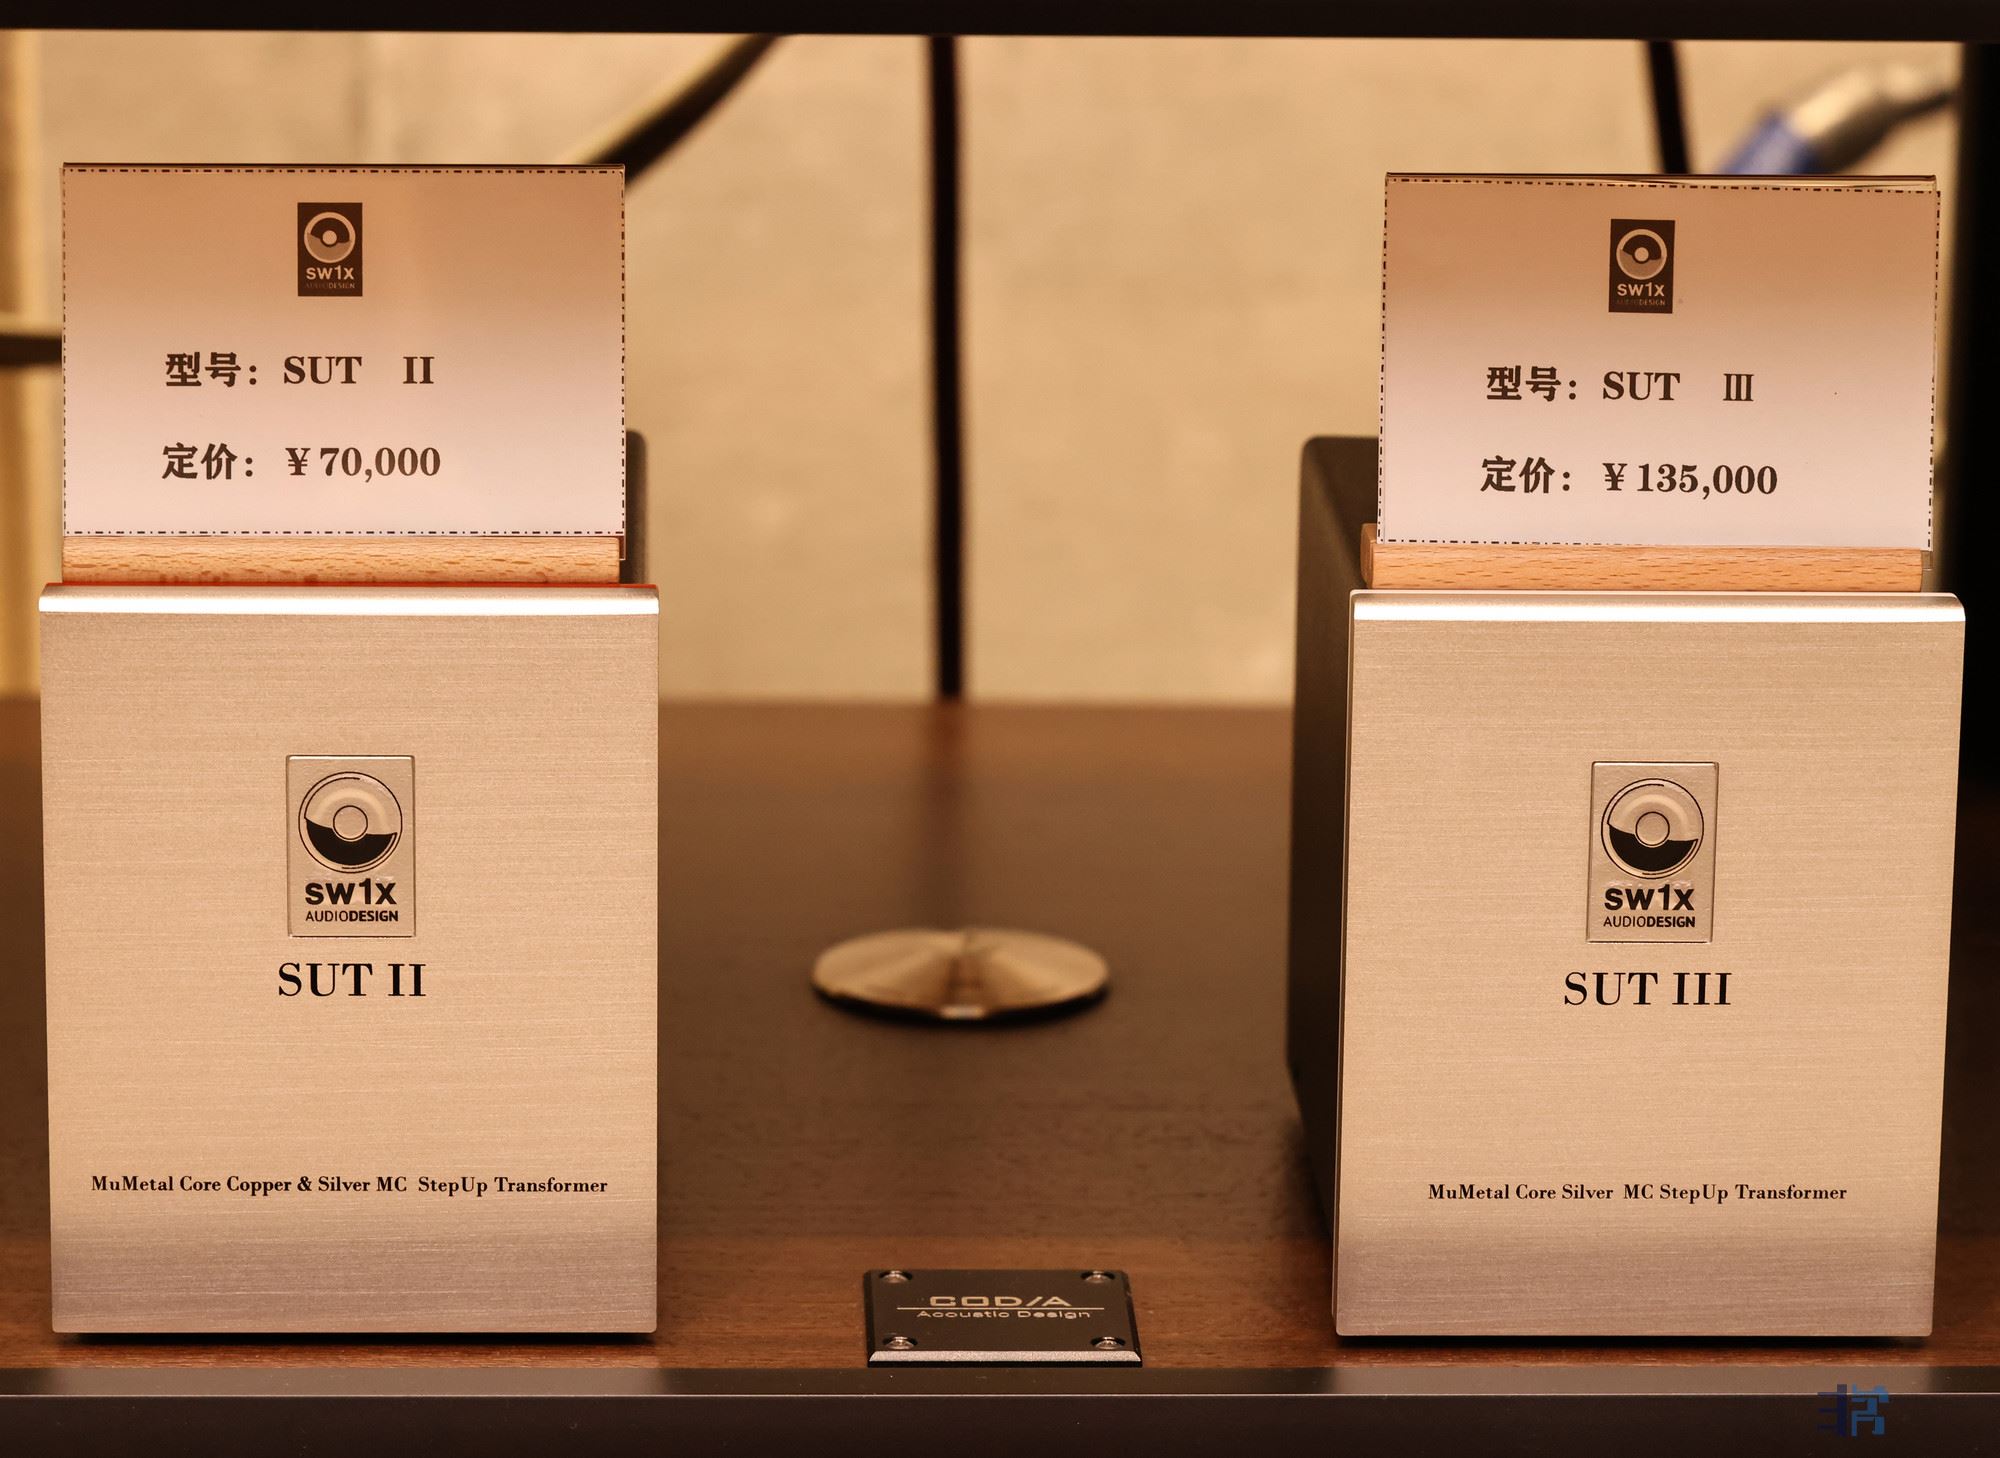 sw1x
AUDIODESIGN
型号：SUT II
定价：￥70,000
sw1x
AUDIODESIGN
型号：SUT III
定价：￥135,000
sw1x
AUDIODESIGN
SUT II
MuMetal Core Copper & Silver MC StepUp Transformer
sw1x
AUDIODESIGN
SUT III
MuMetal Core Silver MC StepUp Transformer
COD/A
Acoustic Design